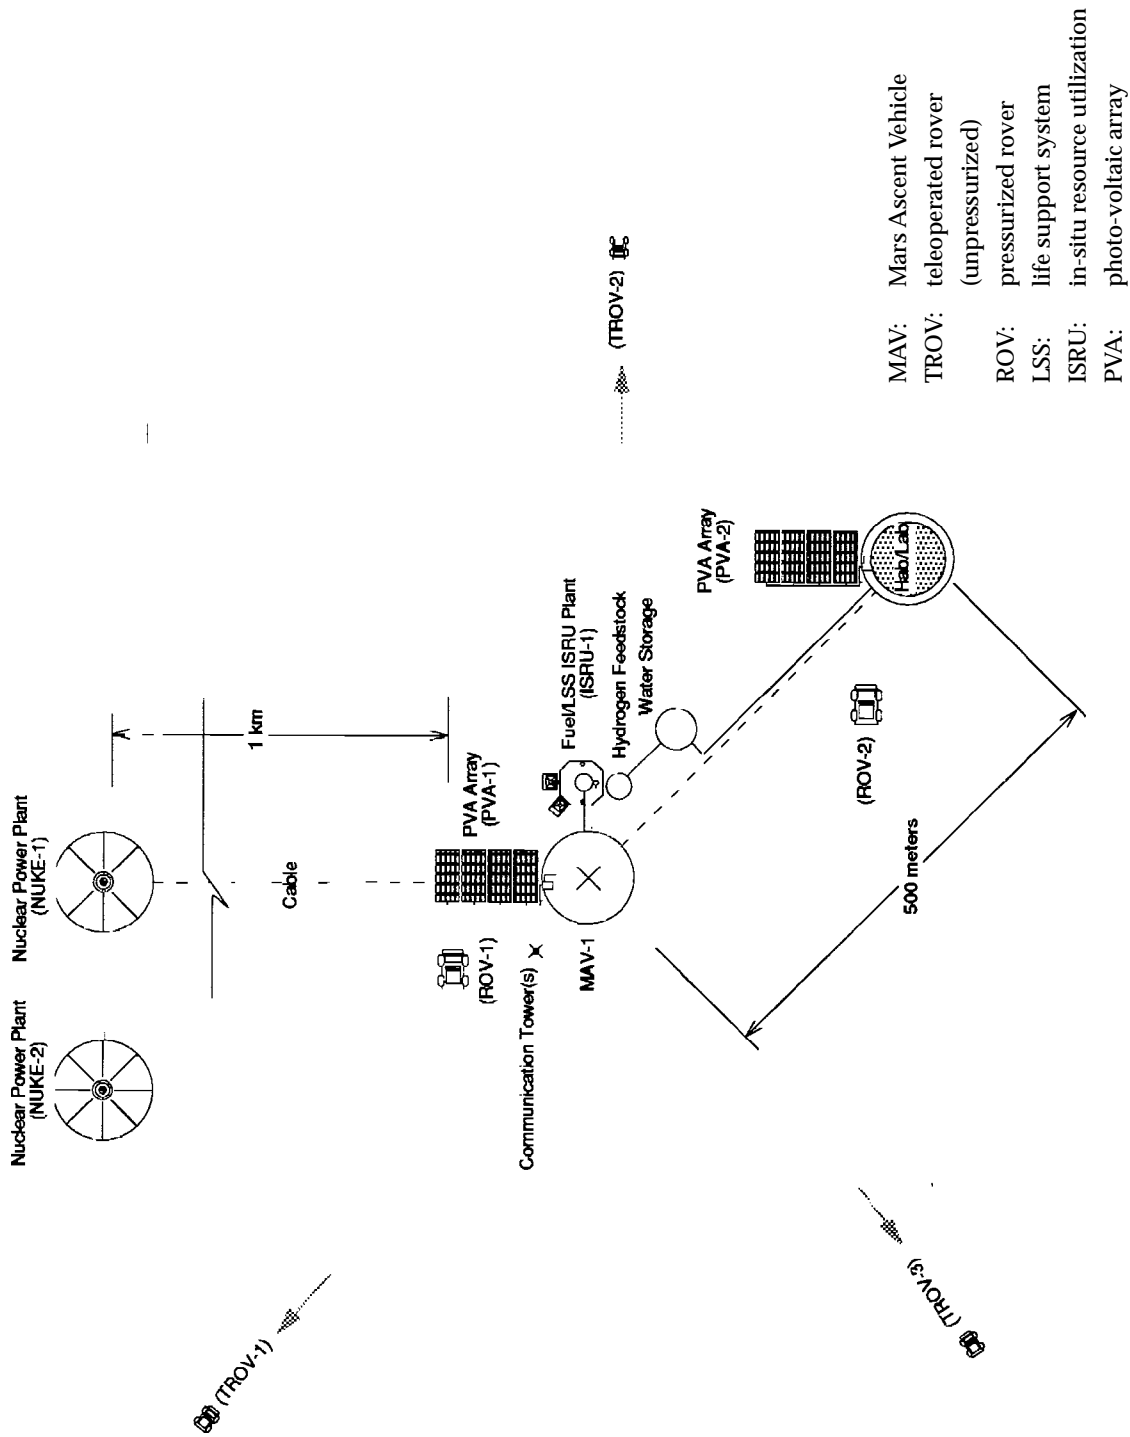 Nuclear Power Plant
(NUKE-2)
Nuclear Power Plant
(NUKE-1)
1 km
Cable
(TROV-1)
(ROV-1)
PVA Array
(PVA-1)
Communication Tower(s)
MAV-1
Fuel/LSS ISRU Plant
(ISRU-1)
Hydrogen Feedstock
Water Storage
(TROV-2)
PVA Array
(PVA-2)
Hab/Lab
(ROV-2)
500 meters
(TROV-3)
MAV: Mars Ascent Vehicle
TROV: teleoperated rover
(unpressurized)
ROV: pressurized rover
LSS: life support system
ISRU: in-situ resource utilization
PVA: photo-voltaic array